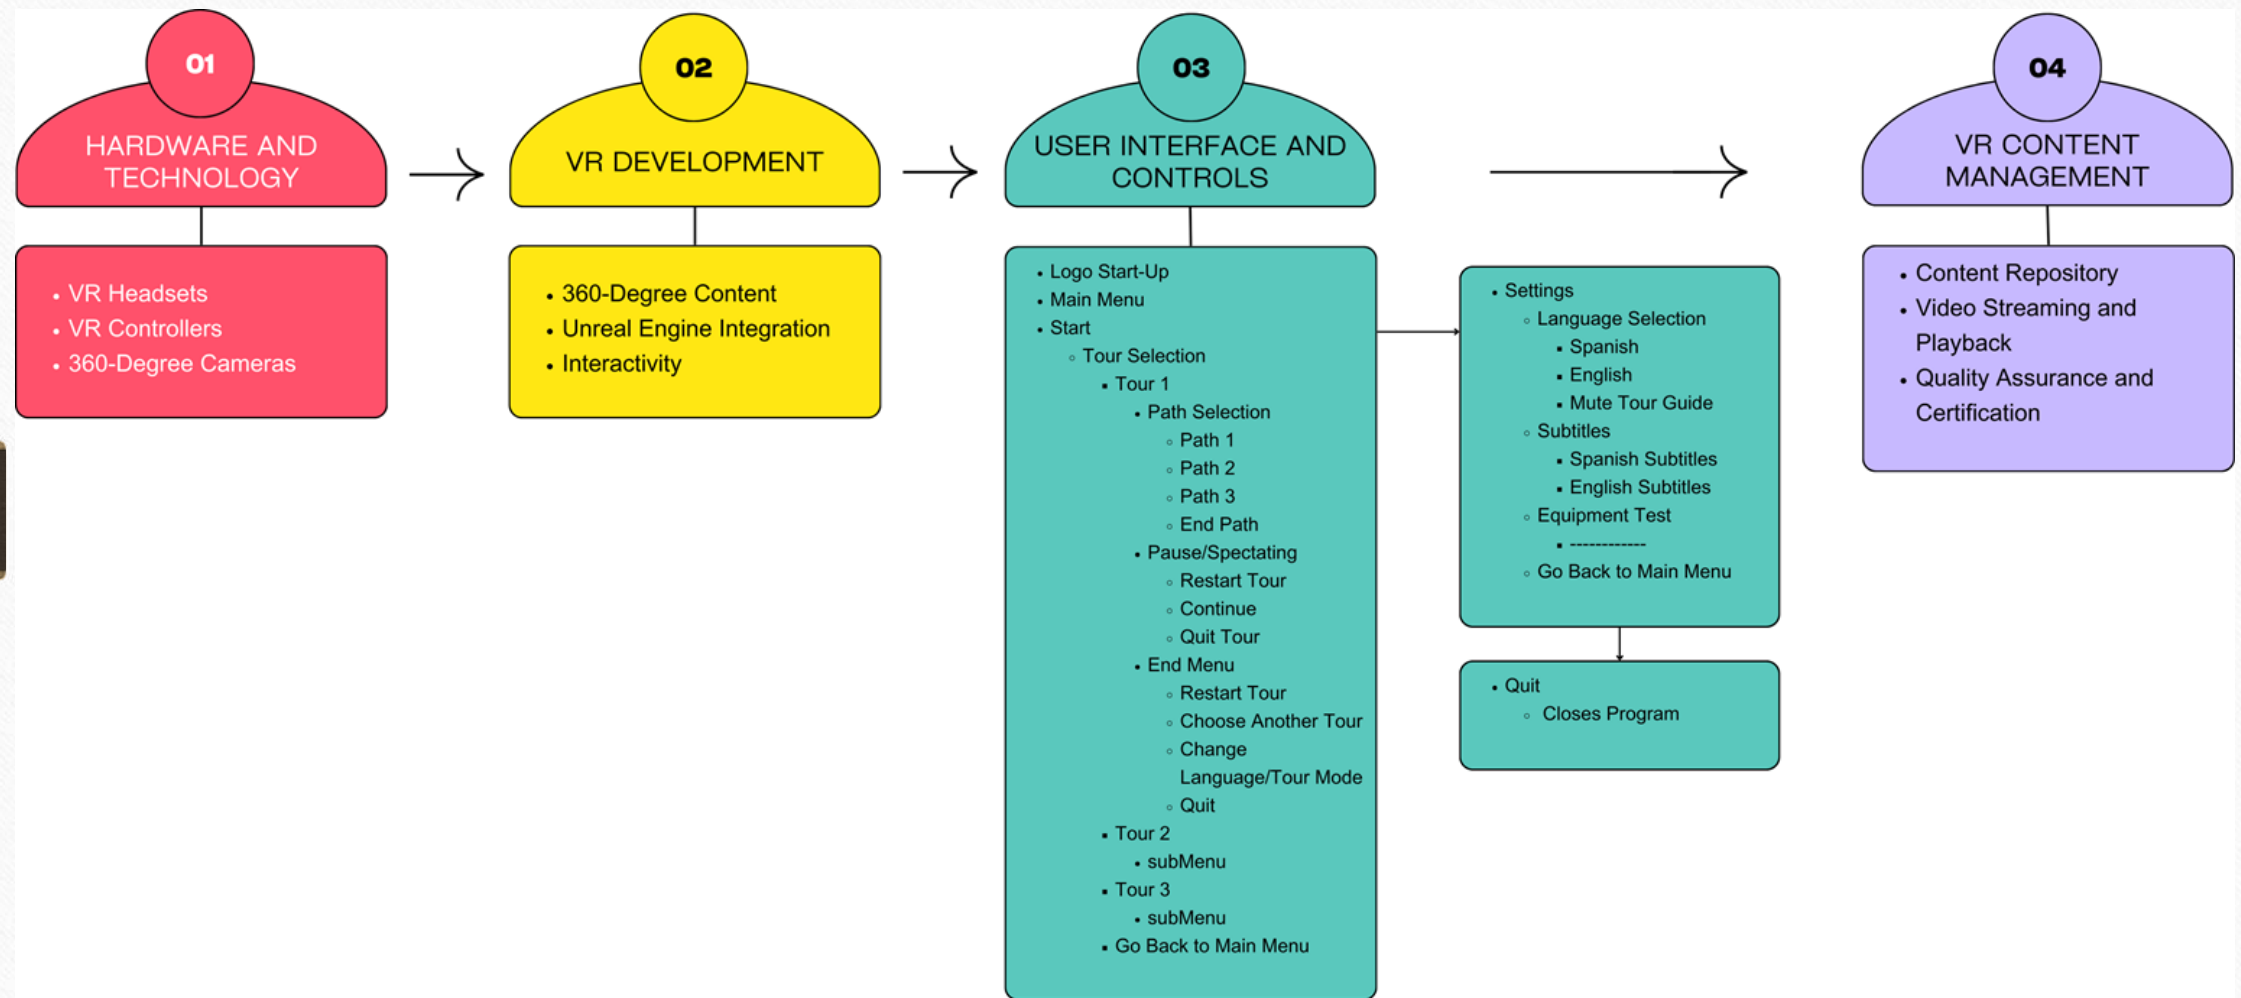 01
HARDWARE AND
TECHNOLOGY
• VR Headsets
• VR Controllers
• 360-Degree Cameras
02
VR DEVELOPMENT
• 360-Degree Content
• Unreal Engine Integration
• Interactivity
03
USER INTERFACE AND
CONTROLS
• Logo Start-Up
• Main Menu
• Start
◦ Tour Selection
▪ Tour 1
• Path Selection
◦ Path 1
◦ Path 2
◦ Path 3
◦ End Path
• Pause/Spectating
◦ Restart Tour
◦ Continue
◦ Quit Tour
• End Menu
◦ Restart Tour
◦ Choose Another Tour
◦ Change
Language/Tour Mode
◦ Quit
▪ Tour 2
• subMenu
▪ Tour 3
• subMenu
▪ Go Back to Main Menu
• Settings
◦ Language Selection
▪ Spanish
▪ English
▪ Mute Tour Guide
◦ Subtitles
▪ Spanish Subtitles
▪ English Subtitles
◦ Equipment Test
▪ ------------
◦ Go Back to Main Menu
• Quit
◦ Closes Program
04
VR CONTENT
MANAGEMENT
• Content Repository
• Video Streaming and
Playback
• Quality Assurance and
Certification